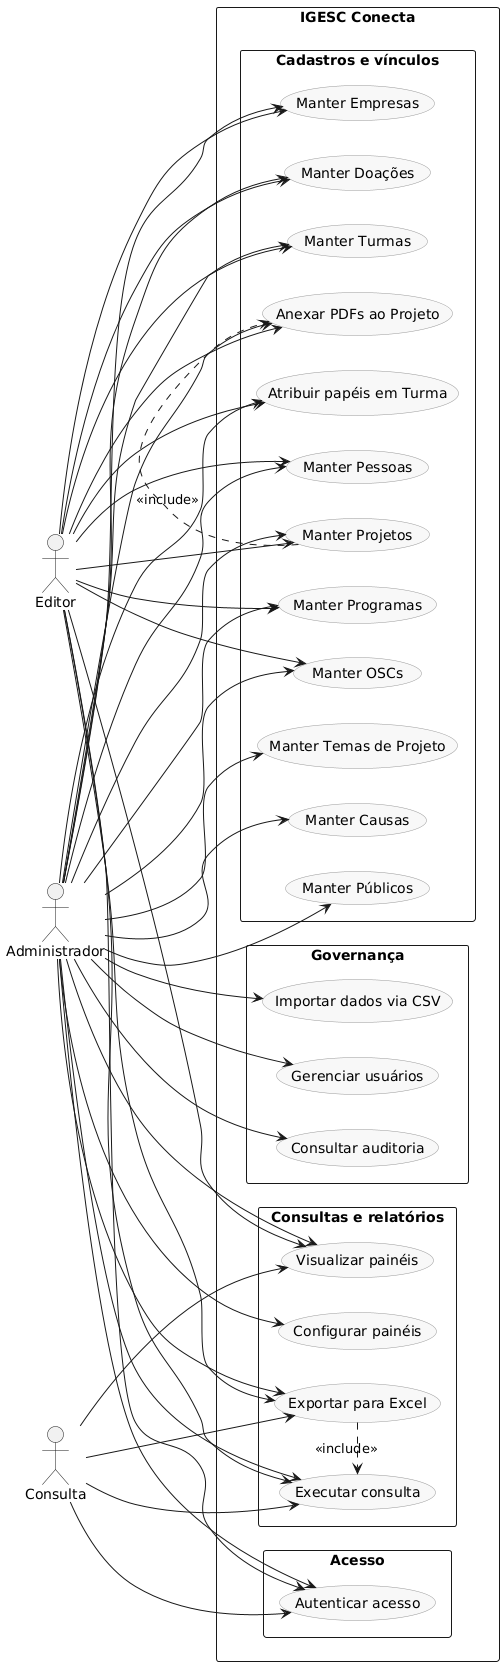 IGESC Conecta
Cadastros e vínculos
Manter Empresas
Manter Doações
Manter Turmas
Anexar PDFs ao Projeto
Atribuir papéis em Turma
Manter Pessoas
«include»
Manter Projetos
Editor
Manter Programas
Manter OSCs
Manter Temas de Projeto
Manter Causas
Manter Públicos
Administrador
Governança
Importar dados via CSV
Gerenciar usuários
Consultar auditoria
Consultas e relatórios
Visualizar painéis
Configurar painéis
Exportar para Excel
«include»
Consulta
Executar consulta
Acesso
Autenticar acesso